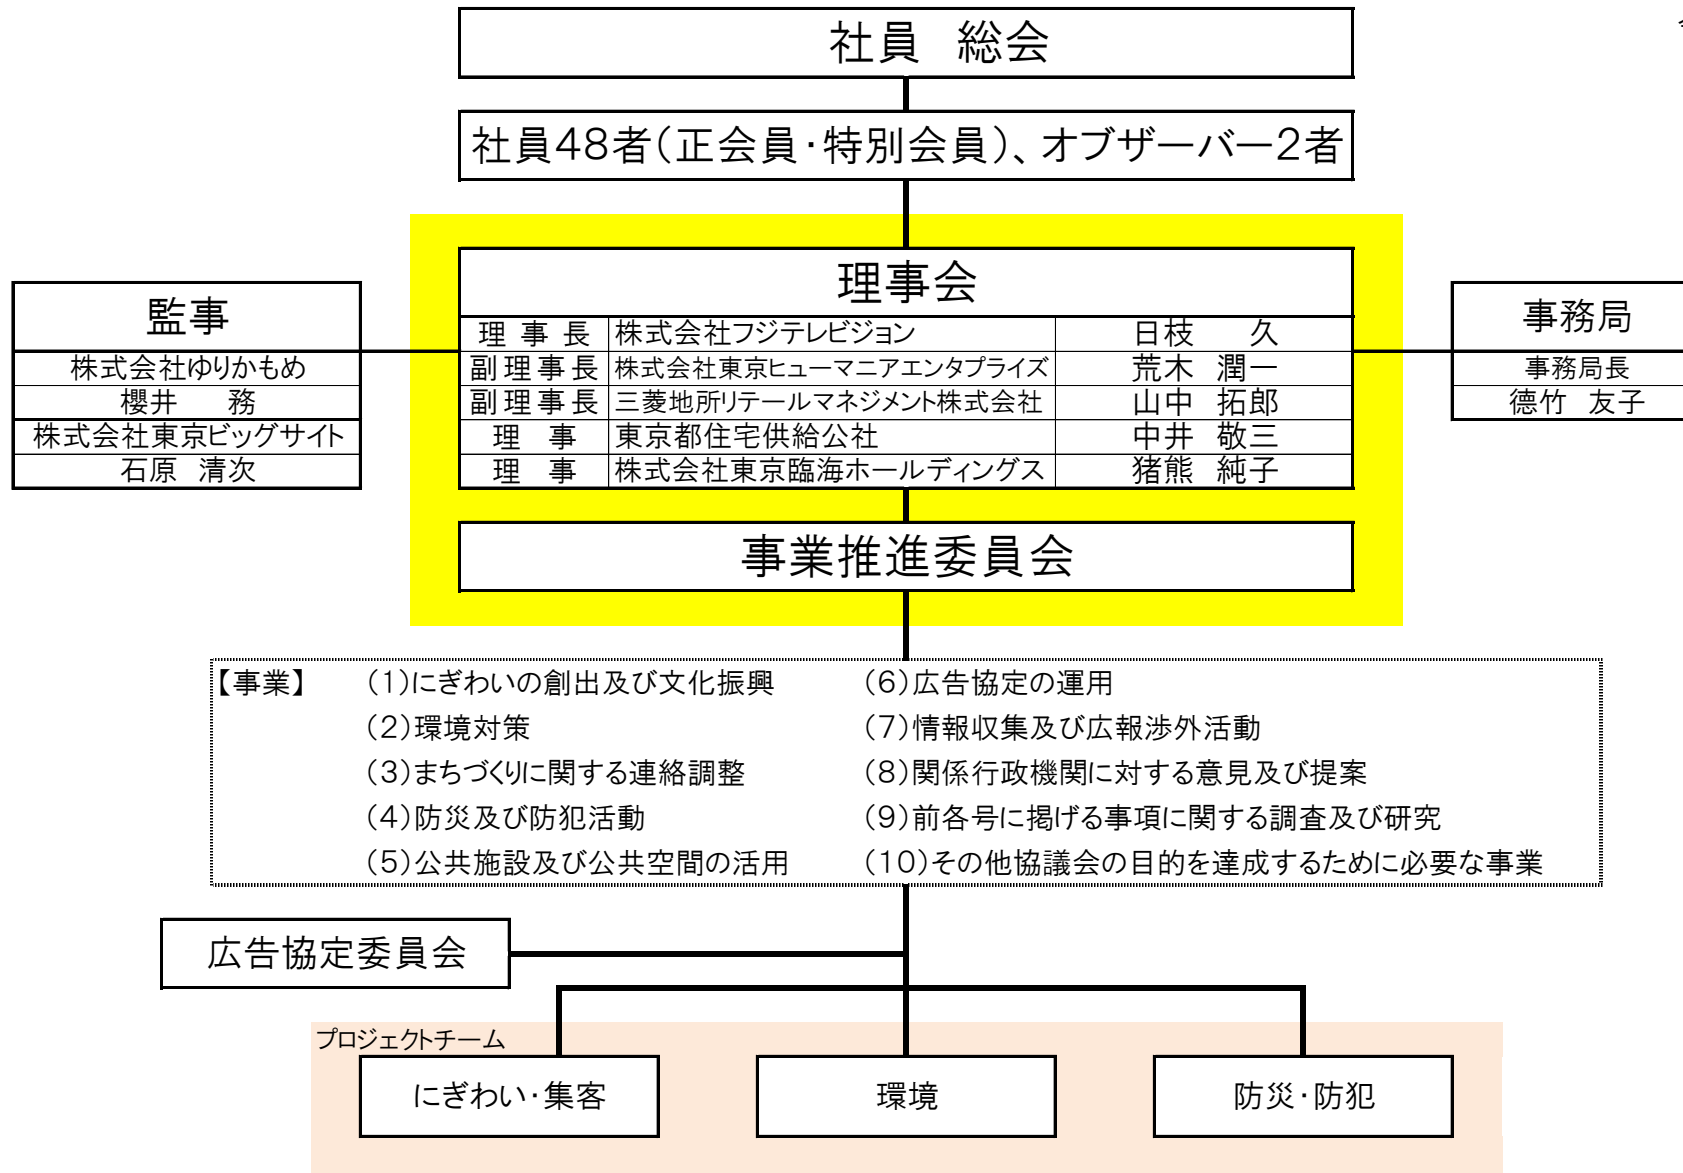 社員　総会
社員48者（正会員・特別会員）、オブザーバー2者
理事会
理事長 株式会社フジテレビジョン 日枝　久
副理事長 株式会社東京ヒューマニアエンタプライズ 荒木　潤一
副理事長 三菱地所リテールマネジメント株式会社 山中　拓郎
理事 東京都住宅供給公社 中井　敬三
理事 株式会社東京臨海ホールディングス 猪熊　純子
監事
株式会社ゆりかもめ
櫻井　務
株式会社東京ビッグサイト
石原　清次
事務局
事務局長
德竹　友子
事業推進委員会
【事業】
（1）にぎわいの創出及び文化振興
（2）環境対策
（3）まちづくりに関する連絡調整
（4）防災及び防犯活動
（5）公共施設及び公共空間の活用
（6）広告協定の運用
（7）情報収集及び広報渉外活動
（8）関係行政機関に対する意見及び提案
（9）前各号に掲げる事項に関する調査及び研究
（10）その他協議会の目的を達成するために必要な事業
広告協定委員会
プロジェクトチーム
にぎわい・集客
環境
防災・防犯